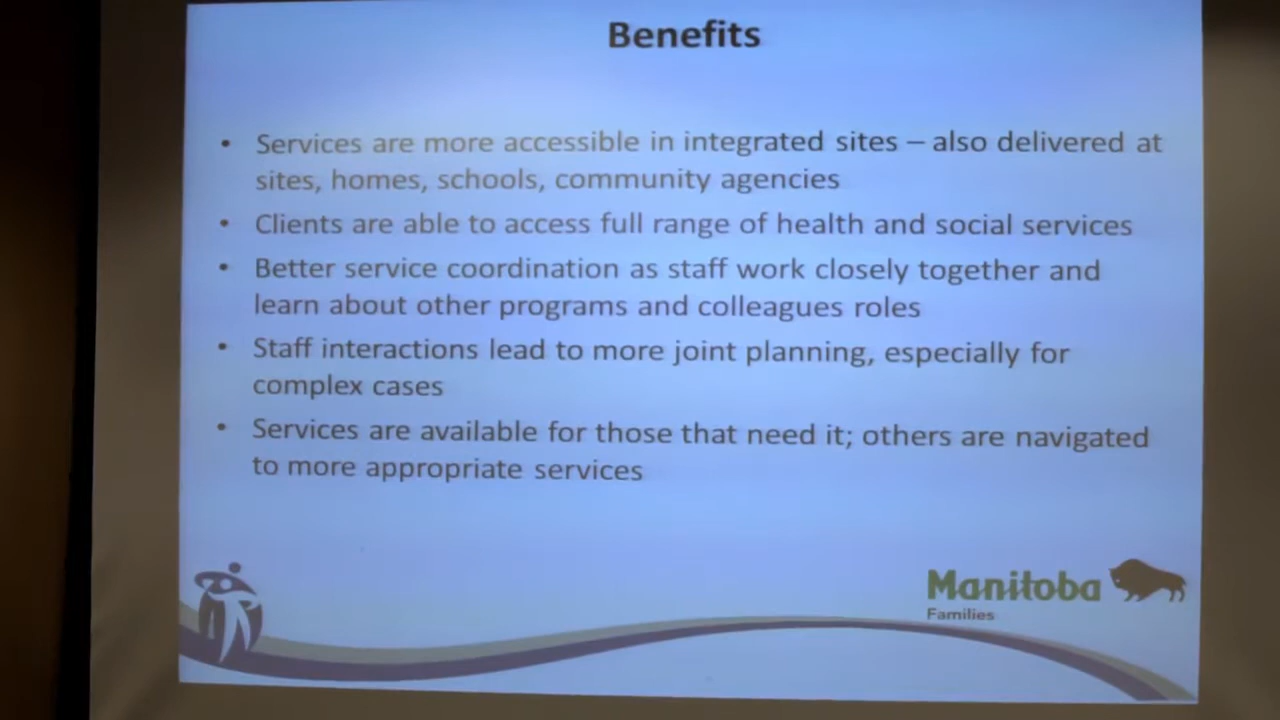 Benefits
• Services are more accessible in integrated sites – also delivered at
sites, homes, schools, community agencies
• Clients are able to access full range of health and social services
• Better service coordination as staff work closely together and
learn about other programs and colleagues roles
• Staff interactions lead to more joint planning, especially for
complex cases
• Services are available for those that need it; others are navigated
to more appropriate services
Manitoba
Families